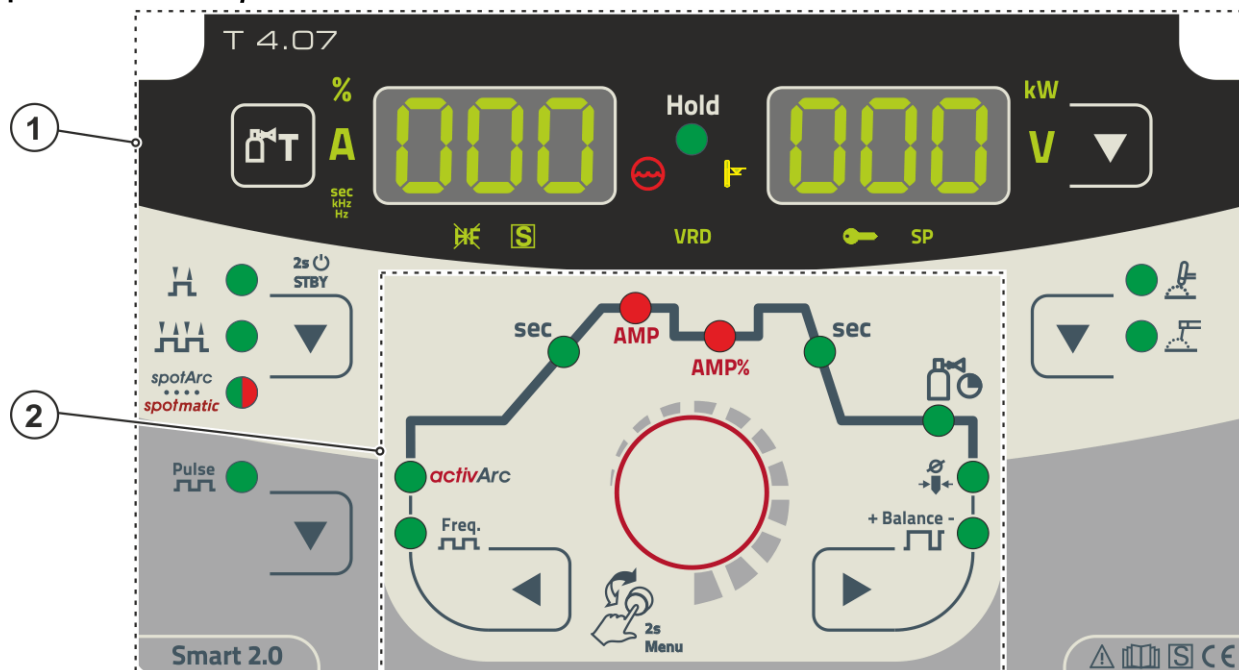 T 4.07
%
kW
T
A
000
Hold
000
V
sec
kHz
Hz
HF
S
VRD
SP
1
2s
STBY
sec
AMP
AMP%
sec
spotArc
spotmatic
2
Pulse
activArc
Freq.
+ Balance -
2s
Menu
Smart 2.0
S CE